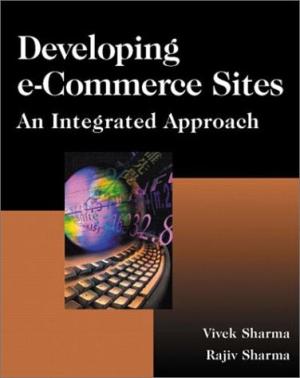 Developing
e-Commerce Sites
An Integrated Approach
Vivek Sharma
Rajiv Sharma